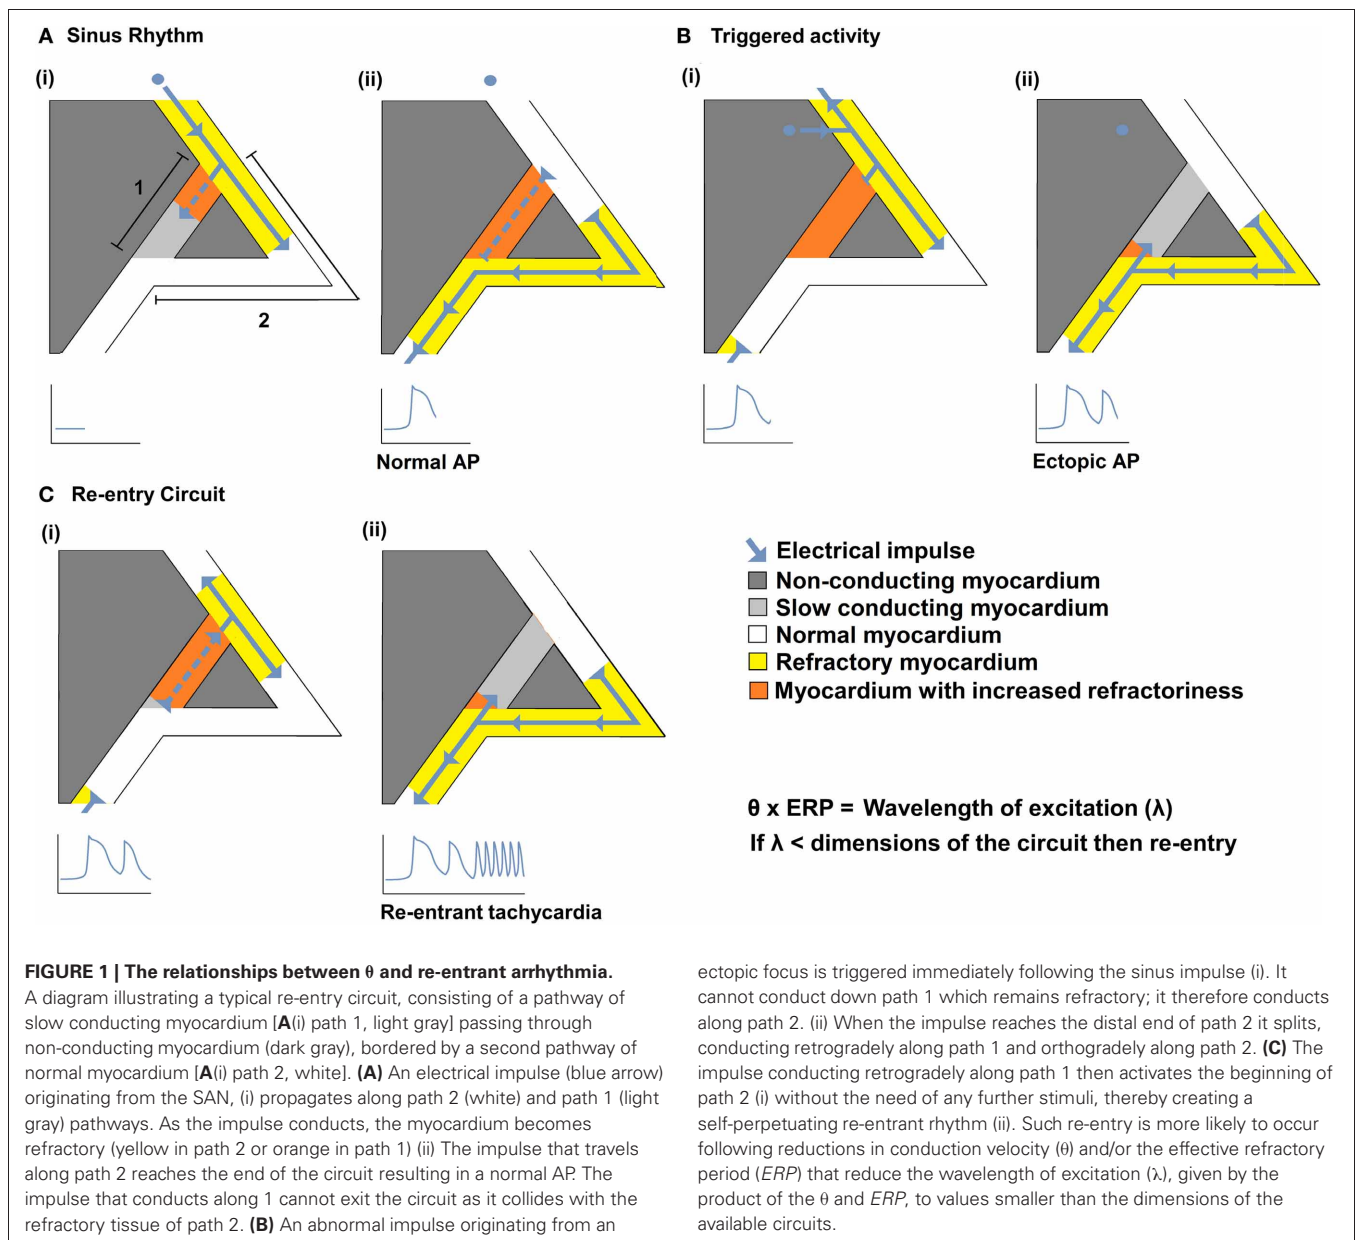 A Sinus Rhythm
(i)
(ii)
1
2
Normal AP
B Triggered activity
(i)
(ii)
Ectopic AP
C Re-entry Circuit
(i)
(ii)
Re-entrant tachycardia
Electrical impulse
Non-conducting myocardium
Slow conducting myocardium
Normal myocardium
Refractory myocardium
Myocardium with increased refractoriness
θ x ERP = Wavelength of excitation (λ)
If λ < dimensions of the circuit then re-entry
FIGURE 1 | The relationships between θ and re-entrant arrhythmia.
A diagram illustrating a typical re-entry circuit, consisting of a pathway of
slow conducting myocardium [A(i) path 1, light gray] passing through
non-conducting myocardium (dark gray), bordered by a second pathway of
normal myocardium [A(i) path 2, white]. (A) An electrical impulse (blue arrow)
originating from the SAN, (i) propagates along path 2 (white) and path 1 (light
gray) pathways. As the impulse conducts, the myocardium becomes
refractory (yellow in path 2 or orange in path 1) (ii) The impulse that travels
along path 2 reaches the end of the circuit resulting in a normal AP. The
impulse that conducts along 1 cannot exit the circuit as it collides with the
refractory tissue of path 2. (B) An abnormal impulse originating from an
ectopic focus is triggered immediately following the sinus impulse (i). It
cannot conduct down path 1 which remains refractory; it therefore conducts
along path 2. (ii) When the impulse reaches the distal end of path 2 it splits,
conducting retrogradely along path 1 and orthogradely along path 2. (C) The
impulse conducting retrogradely along path 1 then activates the beginning of
path 2 (i) without the need of any further stimuli, thereby creating a
self-perpetuating re-entrant rhythm (ii). Such re-entry is more likely to occur
following reductions in conduction velocity (θ) and/or the effective refractory
period (ERP) that reduce the wavelength of excitation (λ), given by the
product of the θ and ERP, to values smaller than the dimensions of the
available circuits.